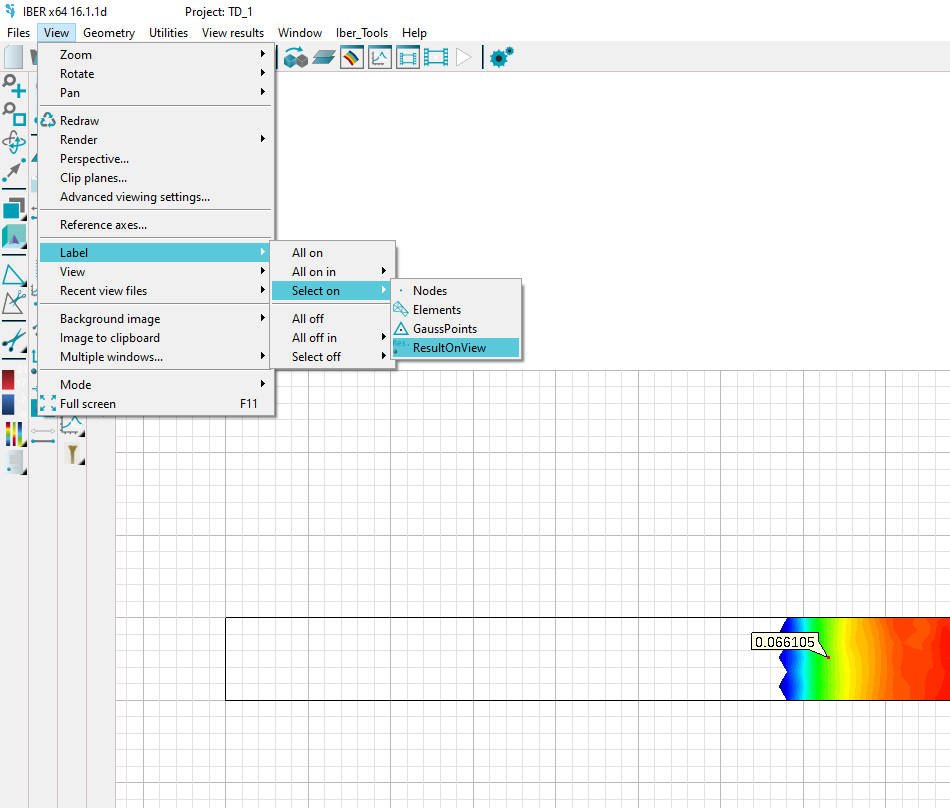 IBER x64 16.1.1d Project: TD_1
Files View Geometry Utilities View results Window Iber_Tools Help
Zoom
Rotate
Pan
Redraw
Render
Perspective...
Clip planes...
Advanced viewing settings...
Reference axes...
Label
View
Recent view files
Background image
Image to clipboard
Multiple windows...
Mode
Full screen F11
All on
All on in
Select on
All off
All off in
Select off
Nodes
Elements
GaussPoints
Res. ResultOnView
0.066105